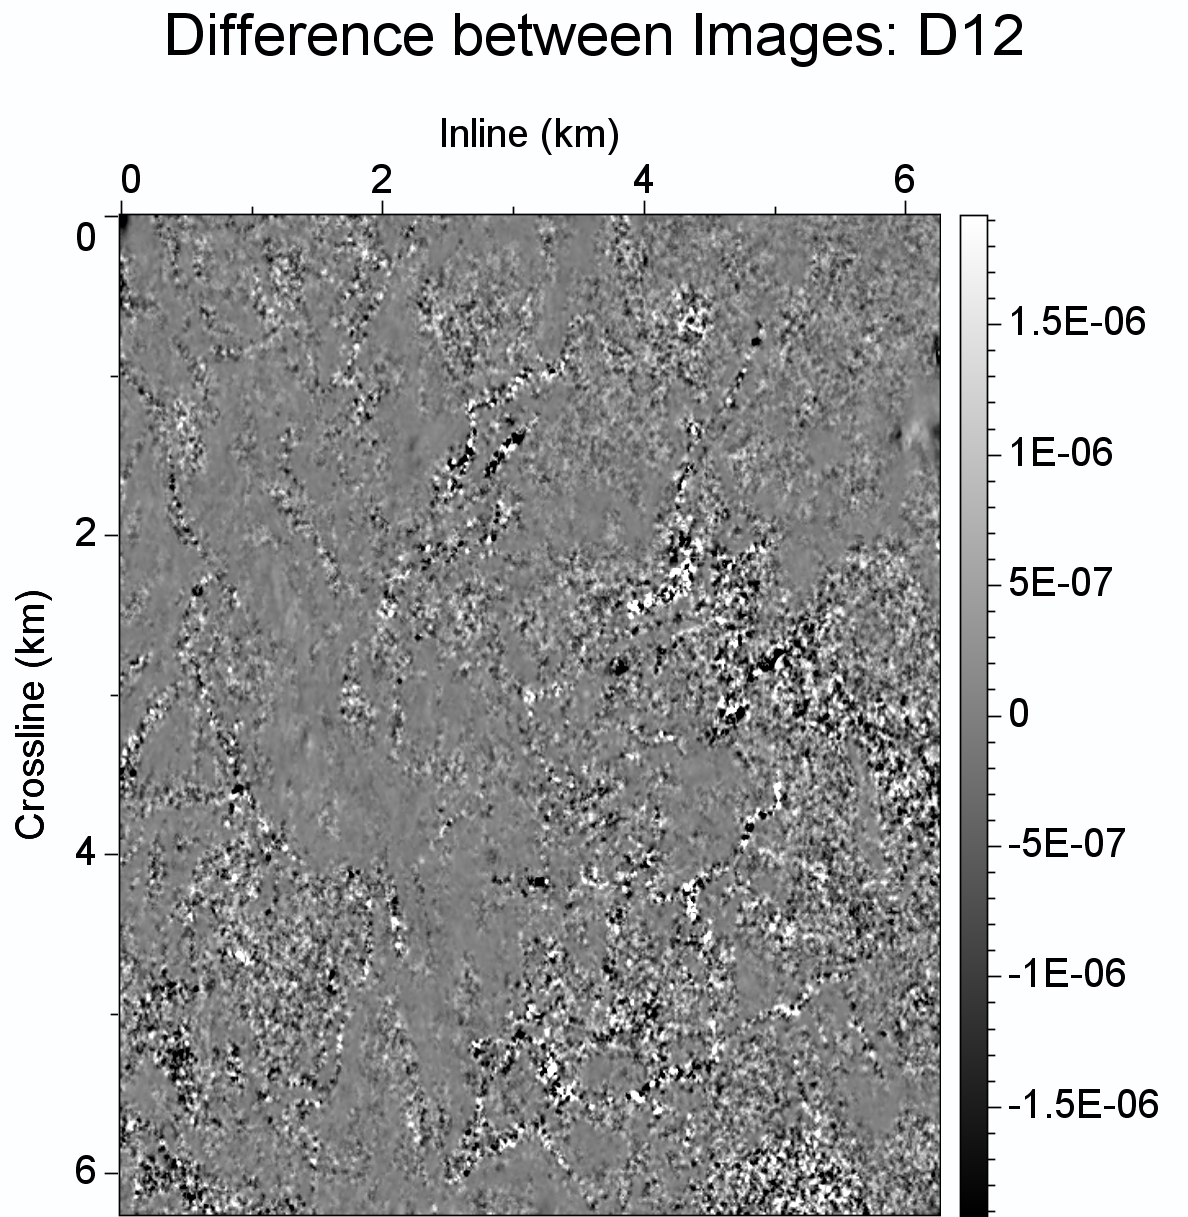 Difference between Images: D12
Inline (km)
0 2 4 6
0
2
4
6
Crossline (km)
1.5E-06
1E-06
5E-07
0
-5E-07
-1E-06
-1.5E-06